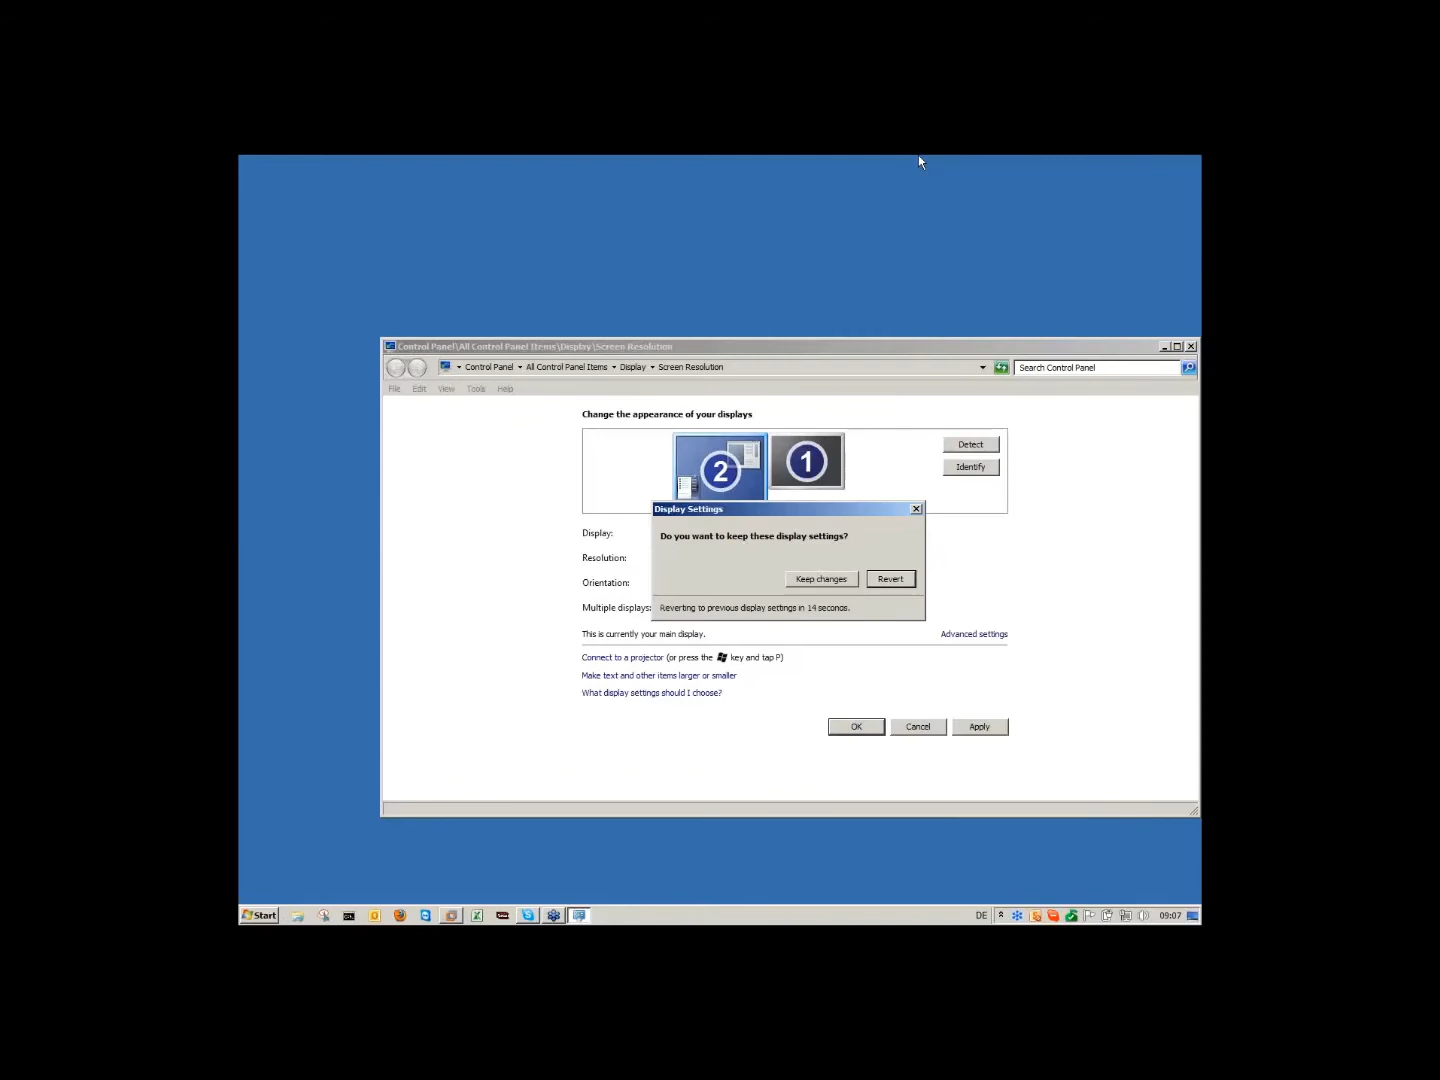 Control Panel\All Control Panel Items\Display\Screen Resolution
Control Panel All Control Panel Items Display Screen Resolution Search Control Panel
File Edit View Tools Help
Change the appearance of your displays
2 1
Detect
Identify
Display Settings
Do you want to keep these display settings?
Keep changes Revert
Reverting to previous display settings in 14 seconds.
Display:
Resolution:
Orientation:
Multiple displays:
This is currently your main display. Advanced settings
Connect to a projector (or press the key and tap P)
Make text and other items larger or smaller
What display settings should I choose?
OK Cancel Apply
Start DE 09:07